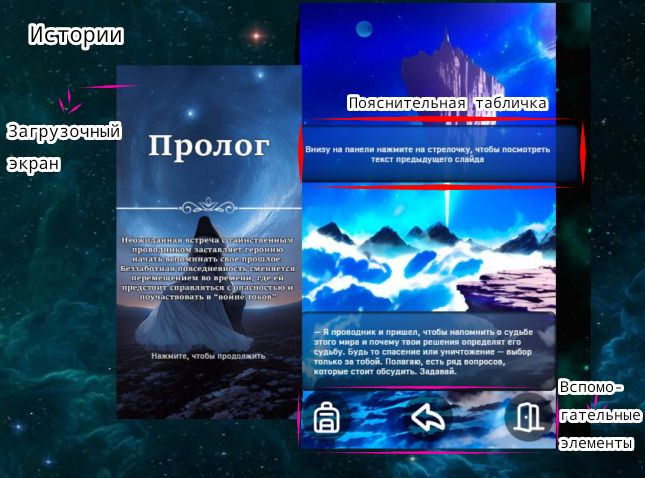 Истории
Загрузочный
экран
Пролог
Неожиданная встреча с таинственным
проводником заставляет героиню
начать вспоминать свое прошлое.
Беззаботная повседневность сменяется
перемещением во времени, где ей
предстоит справляться с опасностью и
поучаствовать в "войне токов".
Нажмите, чтобы продолжить
Пояснительная табличка
Внизу на панели нажмите на стрелочку, чтобы посмотреть
текст предыдущего слайда
— Я проводник и пришел, чтобы напомнить о судьбе
этого мира и почему твои решения определят его
судьбу. Будь то спасение или уничтожение — выбор
только за тобой. Полагаю, есть ряд вопросов,
которые стоит обсудить. Задавай.
Вспомо-
гательные
элементы